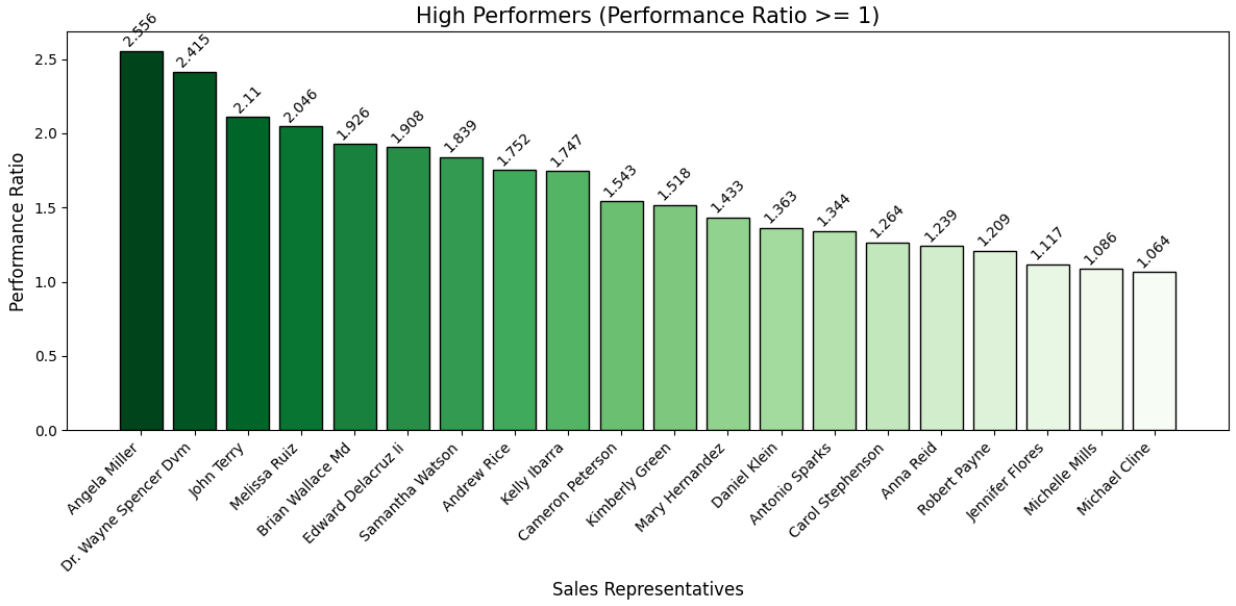 High Performers (Performance Ratio >= 1)
Performance Ratio
2.5
2.0
1.5
1.0
0.5
0.0
2.556
2.415
2.11
2.046
1.926
1.908
1.839
1.752
1.747
1.543
1.518
1.433
1.363
1.344
1.264
1.239
1.209
1.117
1.086
1.064
Angela Miller
Dr. Wayne Spencer Dvm
John Terry
Melissa Ruiz
Brian Wallace Md
Edward Delacruz Ii
Samantha Watson
Andrew Rice
Kelly Ibarra
Cameron Peterson
Kimberly Green
Mary Hernandez
Daniel Klein
Antonio Sparks
Carol Stephenson
Anna Reid
Robert Payne
Jennifer Flores
Michelle Mills
Michael Cline
Sales Representatives